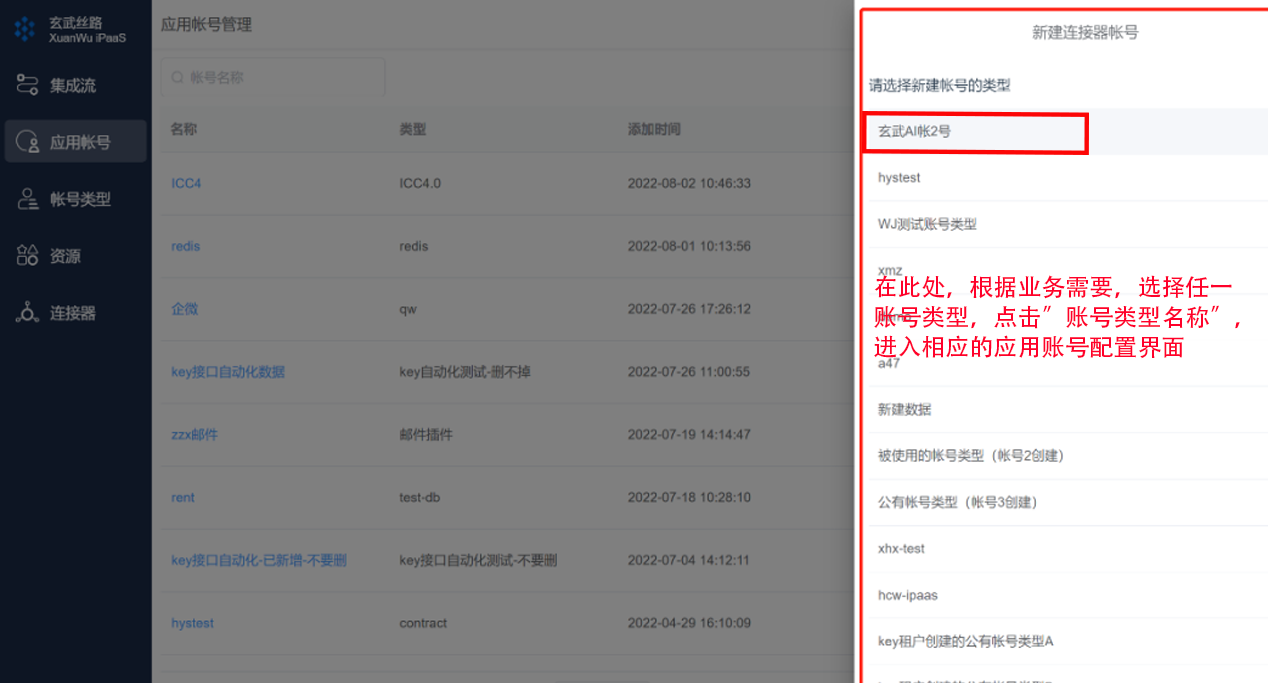 玄武丝路
XuanWu iPaaS
集成流
应用帐号
帐号类型
资源
连接器
应用帐号管理
帐号名称
名称 类型 添加时间
ICC4 ICC4.0 2022-08-02 10:46:33
redis redis 2022-08-01 10:13:56
企微 qw 2022-07-26 17:26:12
key接口自动化数据 key自动化测试-删不掉 2022-07-26 11:00:55
zzx邮件 邮件插件 2022-07-19 14:14:47
rent test-db 2022-07-18 10:28:10
key接口自动化-已新增-不要删 key接口自动化测试-不要删 2022-07-04 14:12:11
hystest contract 2022-04-29 16:10:09
新建连接器帐号
请选择新建帐号的类型
玄武AI帐2号
hystest
WJ测试账号类型
xmz
在此处，根据业务需要，选择任一
账号类型，点击”账号类型名称”，
进入相应的应用账号配置界面
a47
新建数据
被使用的帐号类型（帐号2创建）
公有帐号类型（帐号3创建）
xhx-test
hcw-ipaas
key租户创建的公有帐号类型A